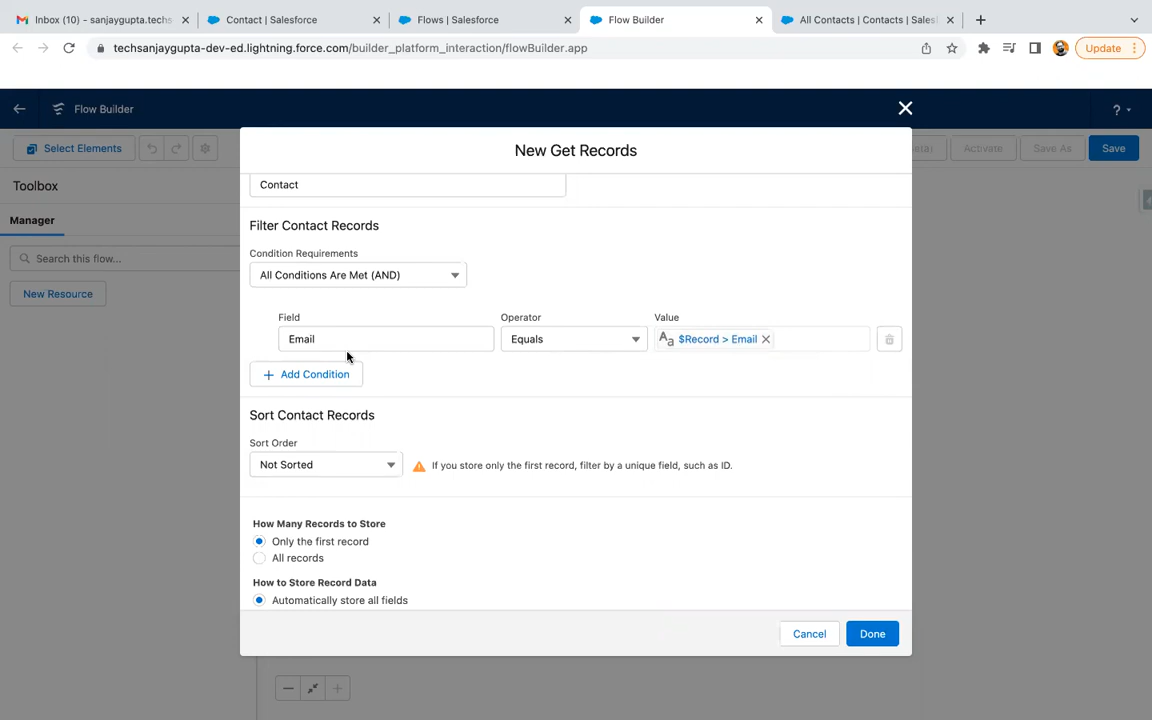 Inbox (10) - sanjaygupta.techs
Contact | Salesforce
Flows | Salesforce
Flow Builder
All Contacts | Contacts | Sales
techsanjaygupta-dev-ed.lightning.force.com/builder_platform_interaction/flowBuilder.app
Update
Flow Builder
?
Select Elements
Activate
Save As
Save
Toolbox
Manager
Search this flow...
New Resource
New Get Records
Contact
Filter Contact Records
Condition Requirements
All Conditions Are Met (AND)
Field
Operator
Value
Email
Equals
Aa $Record > Email
Add Condition
Sort Contact Records
Sort Order
Not Sorted
If you store only the first record, filter by a unique field, such as ID.
How Many Records to Store
Only the first record
All records
How to Store Record Data
Automatically store all fields
Cancel
Done